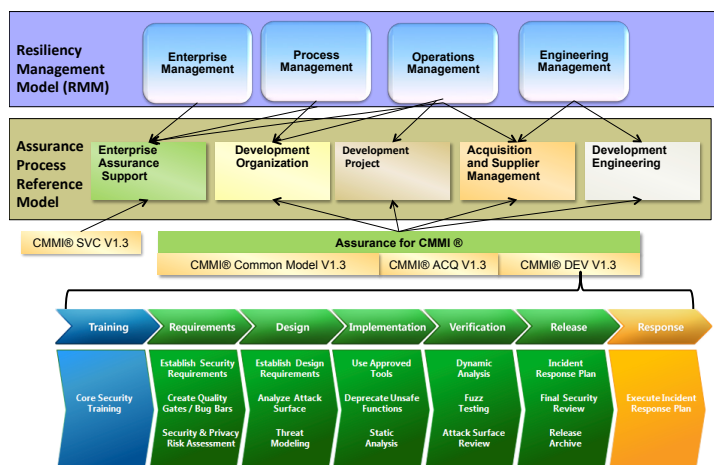 Resiliency
Management
Model (RMM)
Enterprise
Management
Process
Management
Operations
Management
Engineering
Management
Assurance
Process
Reference
Model
Enterprise
Assurance
Support
Development
Organization
Development
Project
Acquisition
and Supplier
Management
Development
Engineering
CMMI® SVC V1.3
Assurance for CMMI ®
CMMI® Common Model V1.3
CMMI® ACQ V1.3
CMMI® DEV V1.3
Training
Requirements
Design
Implementation
Verification
Release
Response
Core Security
Training
Establish Security
Requirements
Create Quality
Gates / Bug Bars
Security & Privacy
Risk Assessment
Establish Design
Requirements
Analyze Attack
Surface
Threat
Modeling
Use Approved
Tools
Deprecate Unsafe
Functions
Static
Analysis
Dynamic
Analysis
Fuzz
Testing
Attack Surface
Review
Incident
Response Plan
Final Security
Review
Release
Archive
Execute Incident
Response Plan